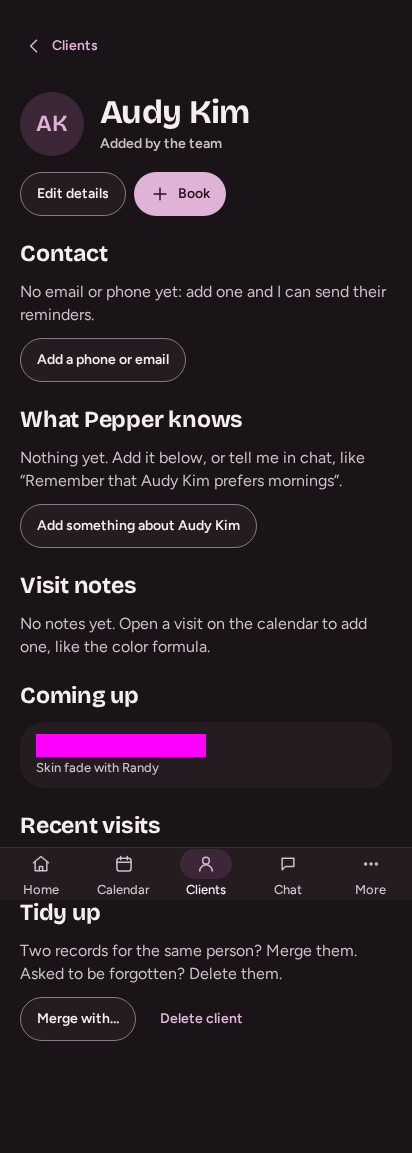 Clients
AK
Audy Kim
Added by the team
Edit details
Book
Contact
No email or phone yet: add one and I can send their
reminders.
Add a phone or email
What Pepper knows
Nothing yet. Add it below, or tell me in chat, like
“Remember that Audy Kim prefers mornings”.
Add something about Audy Kim
Visit notes
No notes yet. Open a visit on the calendar to add
one, like the color formula.
Coming up
Skin fade with Randy
Recent visits
Home
Calendar
Clients
Chat
More
Tidy up
Two records for the same person? Merge them.
Asked to be forgotten? Delete them.
Merge with…
Delete client